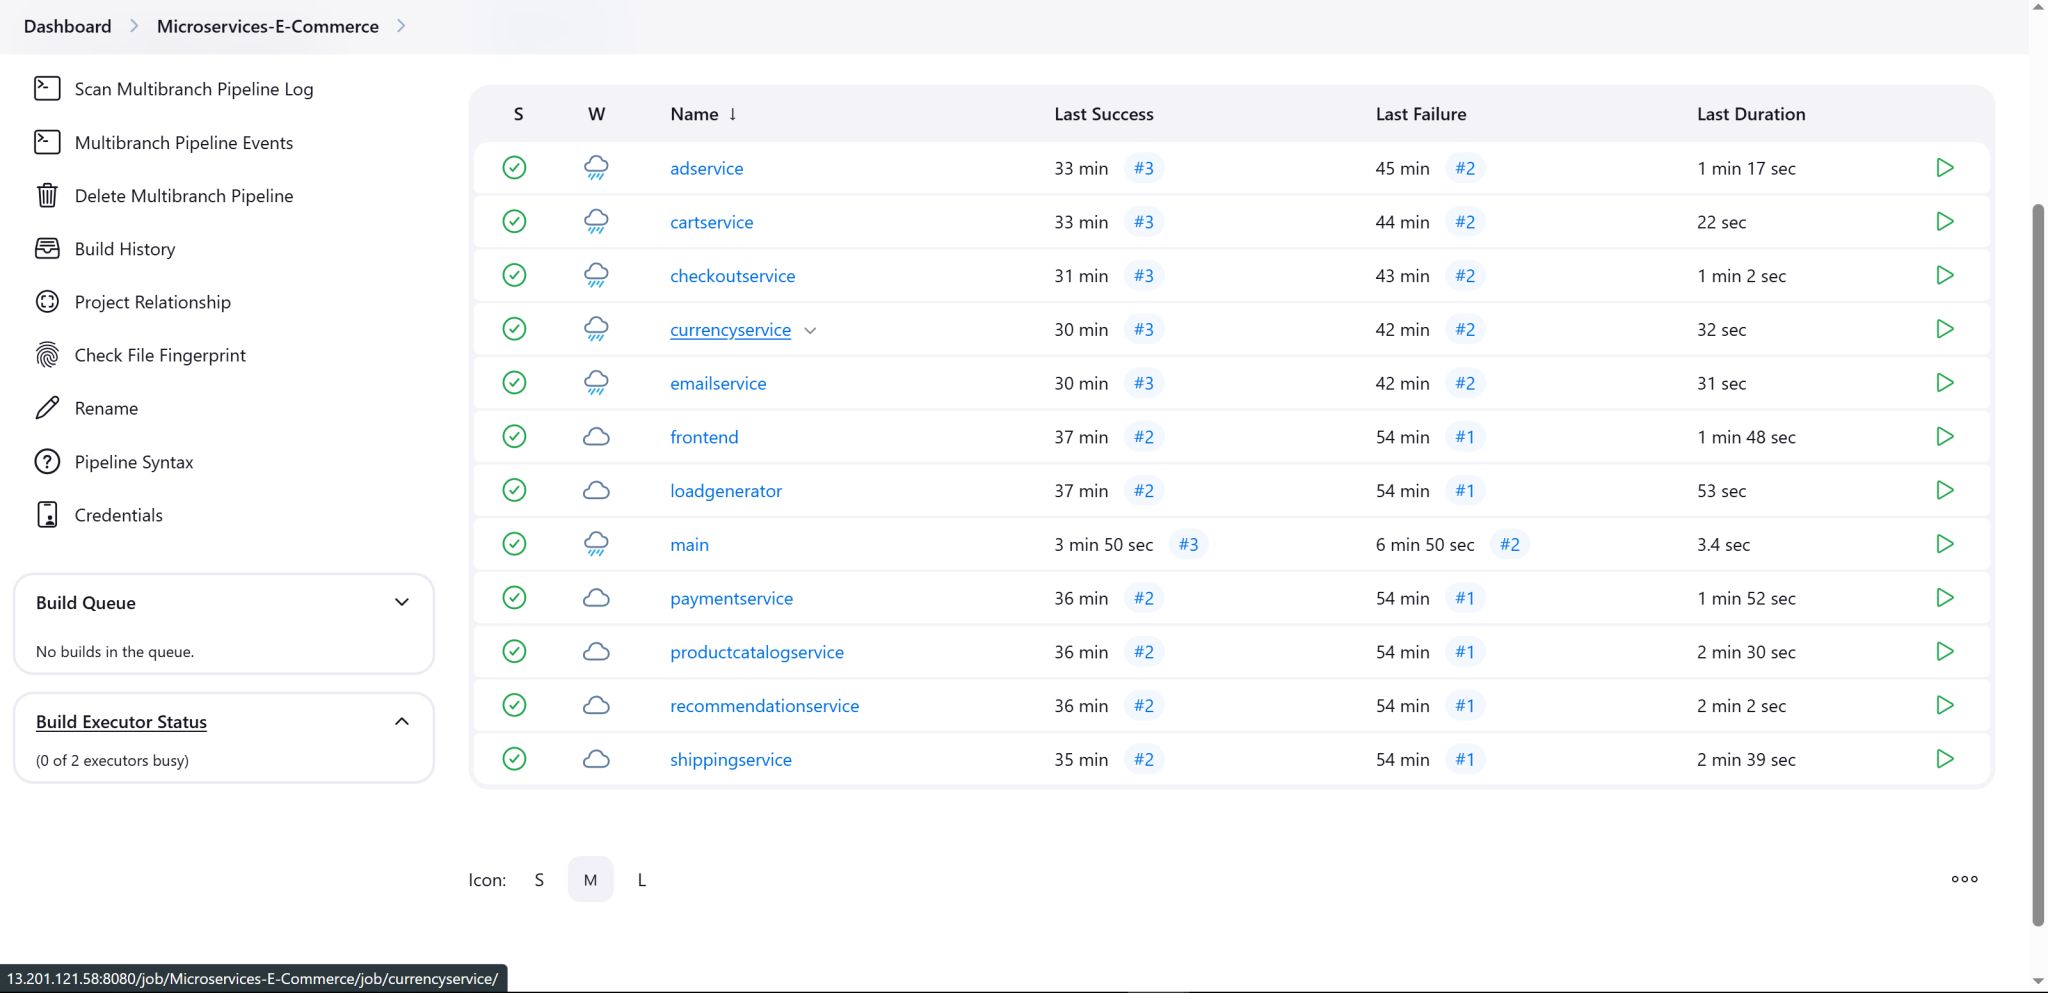 Dashboard Microservices-E-Commerce
Scan Multibranch Pipeline Log
Multibranch Pipeline Events
Delete Multibranch Pipeline
Build History
Project Relationship
Check File Fingerprint
Rename
Pipeline Syntax
Credentials
Build Queue
No builds in the queue.
Build Executor Status
(0 of 2 executors busy)
S W Name ↓ Last Success Last Failure Last Duration
adservice 33 min #3 45 min #2 1 min 17 sec
cartservice 33 min #3 44 min #2 22 sec
checkoutservice 31 min #3 43 min #2 1 min 2 sec
currencyservice 30 min #3 42 min #2 32 sec
emailservice 30 min #3 42 min #2 31 sec
frontend 37 min #2 54 min #1 1 min 48 sec
loadgenerator 37 min #2 54 min #1 53 sec
main 3 min 50 sec #3 6 min 50 sec #2 3.4 sec
paymentservice 36 min #2 54 min #1 1 min 52 sec
productcatalogservice 36 min #2 54 min #1 2 min 30 sec
recommendationservice 36 min #2 54 min #1 2 min 2 sec
shippingservice 35 min #2 54 min #1 2 min 39 sec
Icon: S M L
13.201.121.58:8080/job/Microservices-E-Commerce/job/currencyservice/